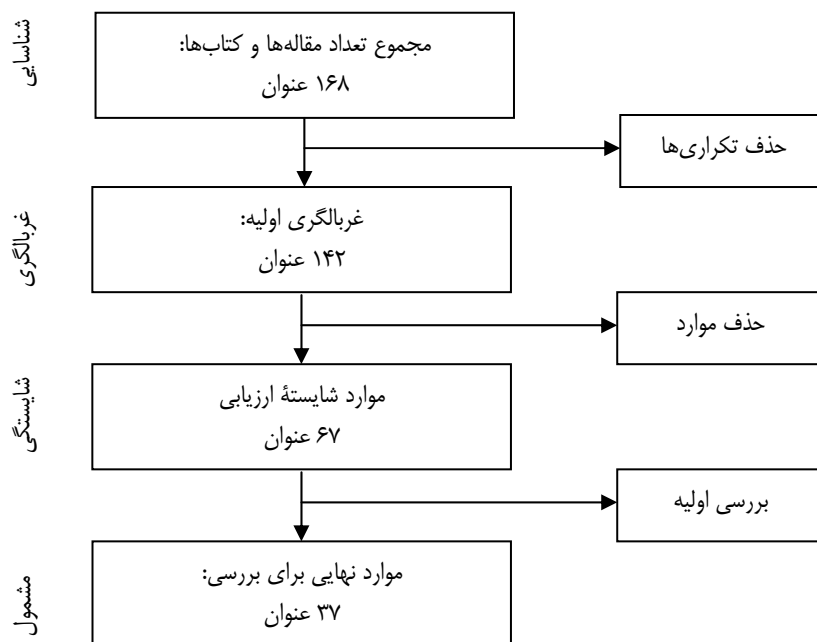 شناسایی
مجموع تعداد مقاله‌ها و کتاب‌ها:
۱۶۸ عنوان
حذف تکراری‌ها
غربالگری
غربالگری اولیه:
۱۴۲ عنوان
حذف موارد
شایستگی
موارد شایستهٔ ارزیابی
۶۷ عنوان
بررسی اولیه
مشمول
موارد نهایی برای بررسی:
۳۷ عنوان